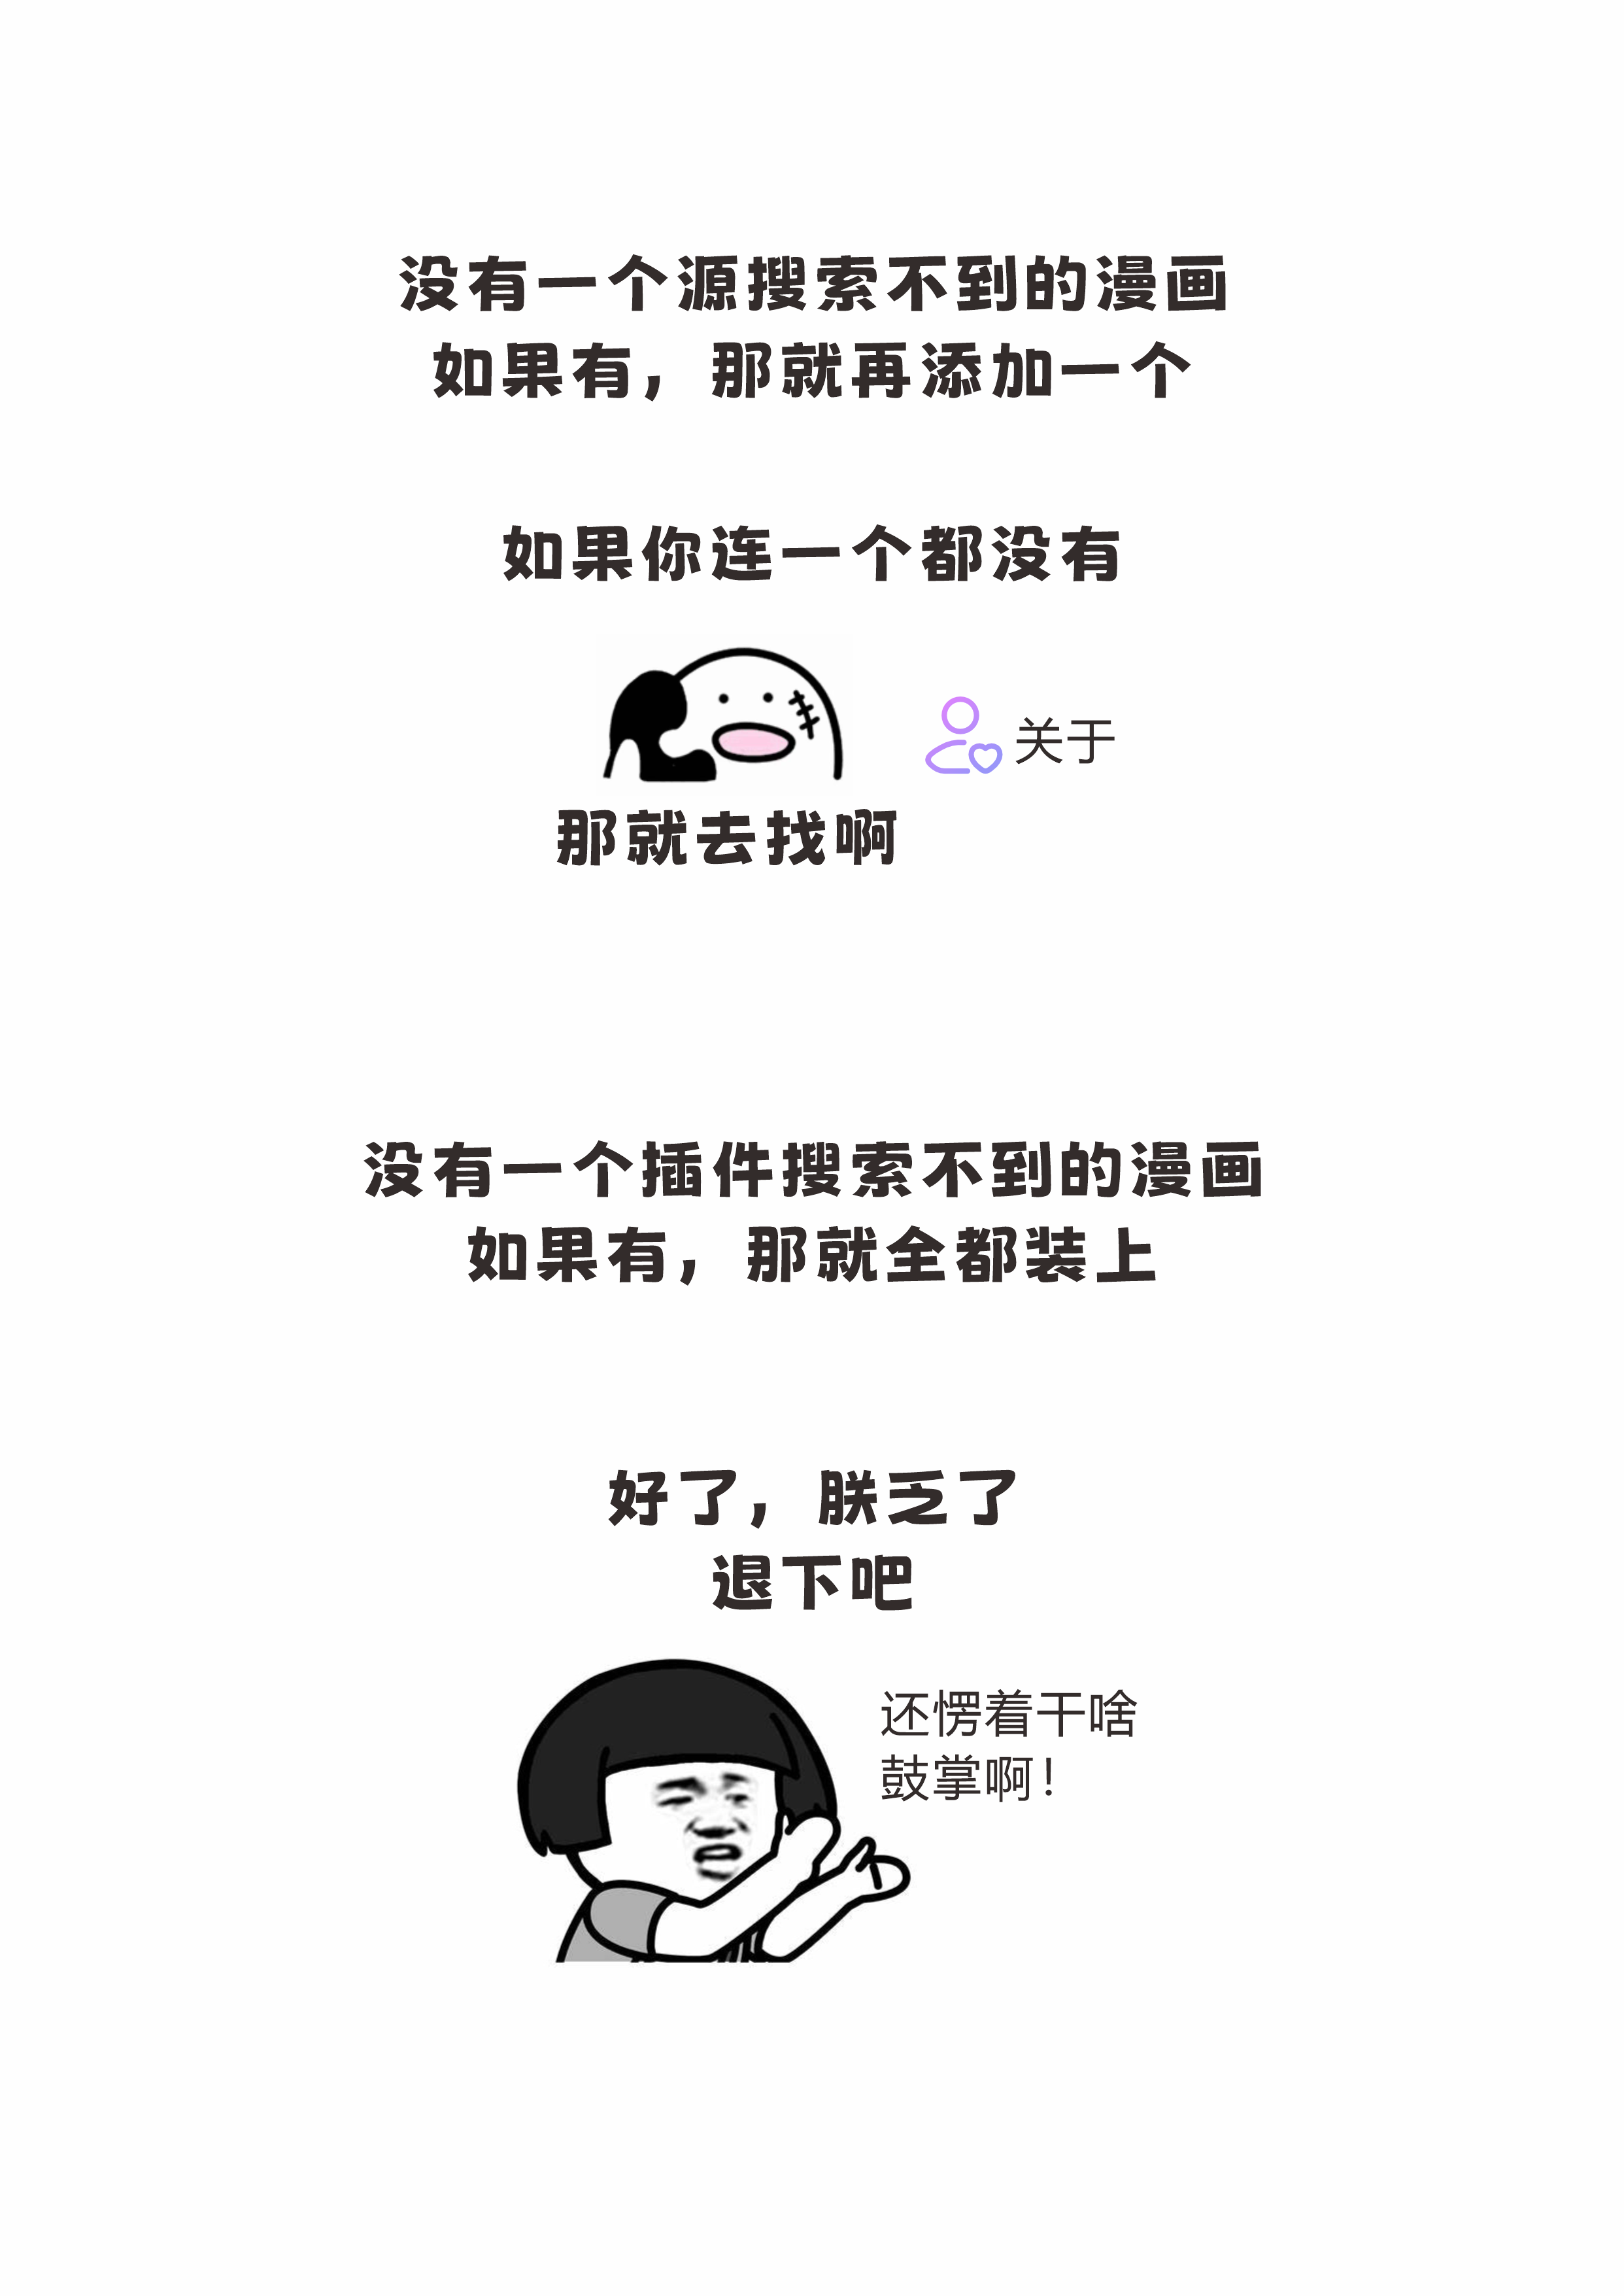 没有一个源搜索不到的漫画
如果有，那就再添加一个
如果你连一个都没有
关于
那就去找啊
没有一个插件搜索不到的漫画
如果有，那就全都装上
好了，朕乏了
退下吧
还愣着干啥
鼓掌啊！